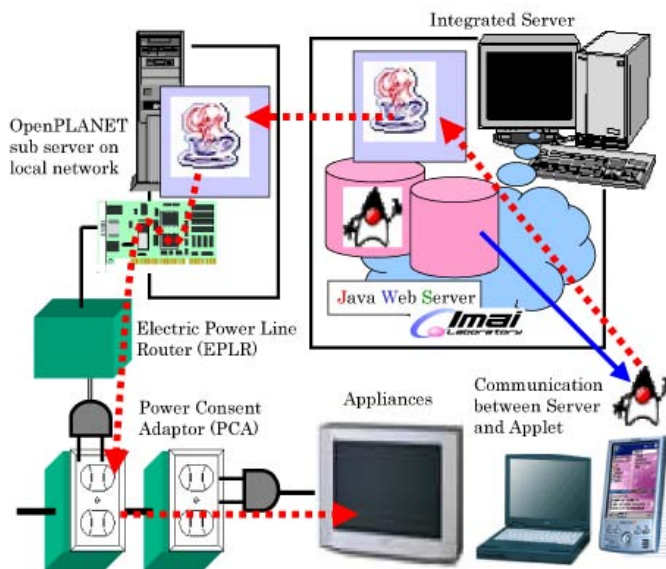 Integrated Server
OpenPLANET
sub server on
local network
Java Web Server
Imai
Laboratory
Electric Power Line
Router (EPLR)
Power Consent
Adaptor (PCA)
Appliances
Communication
between Server
and Applet